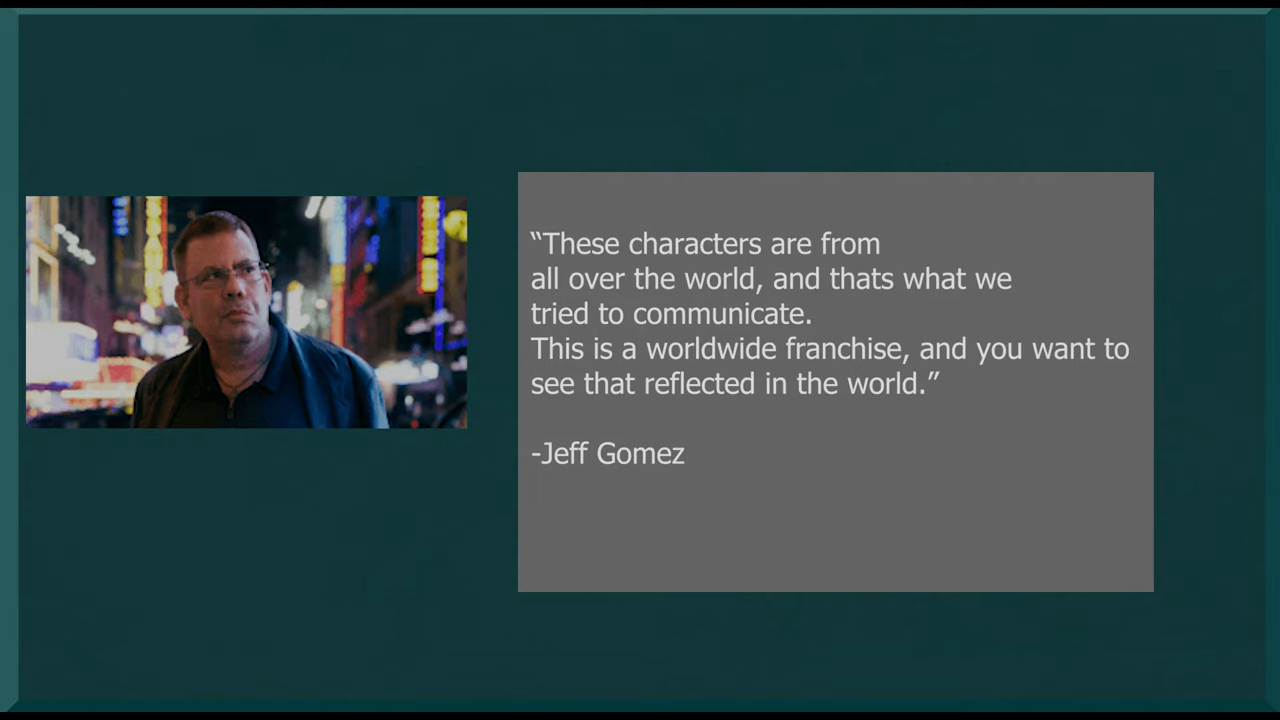 “These characters are from
all over the world, and thats what we
tried to communicate.
This is a worldwide franchise, and you want to
see that reflected in the world.”
-Jeff Gomez